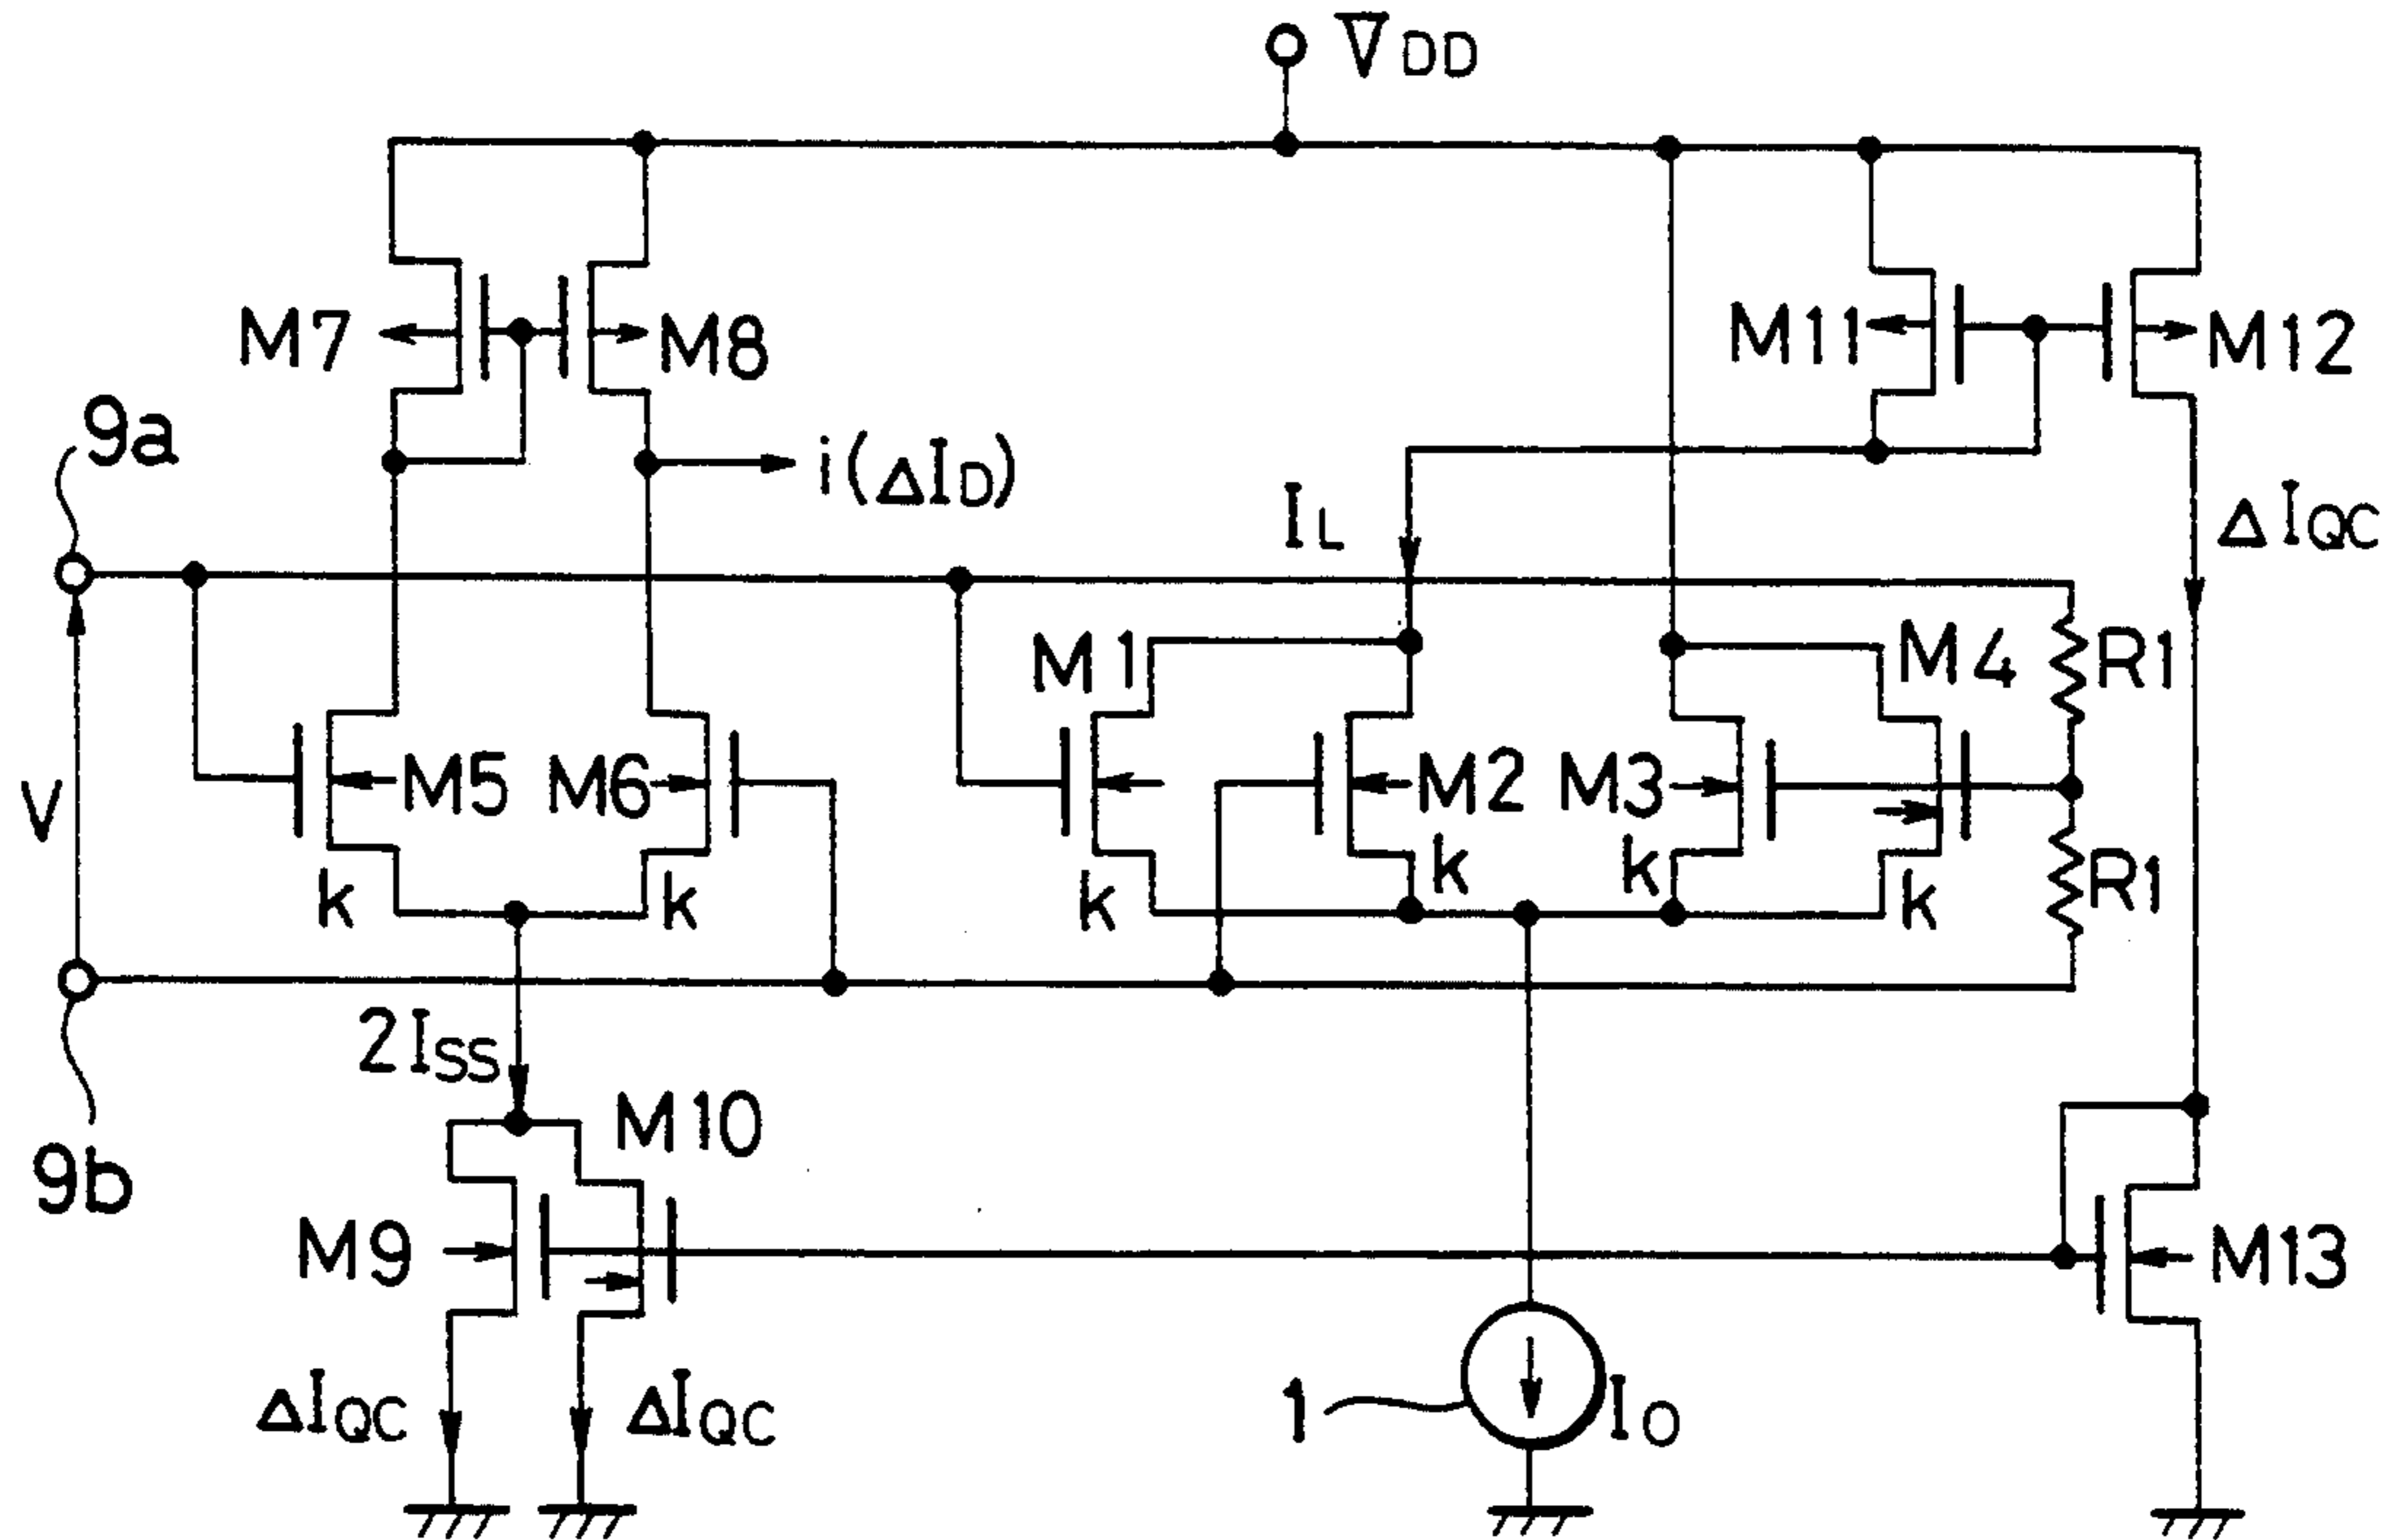 VDD
M7
M8
M11
M12
9a
i(ΔID)
IL
ΔIQC
M1
M4
R1
V
M5
M6
M2
M3
k
k
k
k
k
k
R1
2ISS
M10
9b
M9
M13
ΔIQC
ΔIQC
1
IO